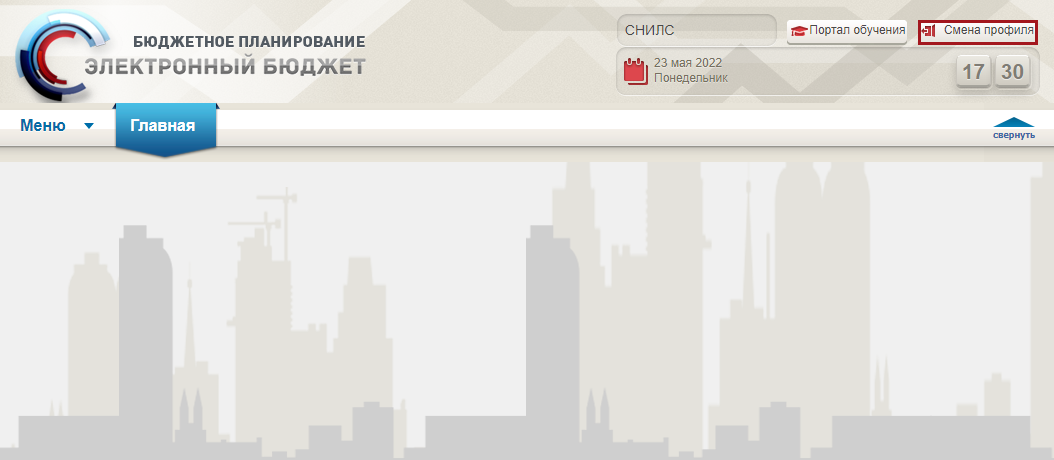 БЮДЖЕТНОЕ ПЛАНИРОВАНИЕ
ЭЛЕКТРОННЫЙ БЮДЖЕТ
СНИЛС
Портал обучения
Смена профиля
23 мая 2022
Понедельник
17 30
Меню
Главная
свернуть